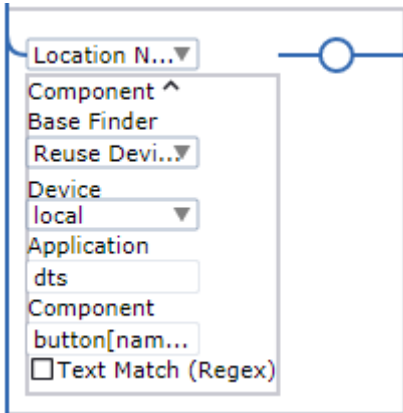 Location N...
Component ^
Base Finder
Reuse Devi...
Device
local
Application
dts
Component
button[nam...
Text Match (Regex)